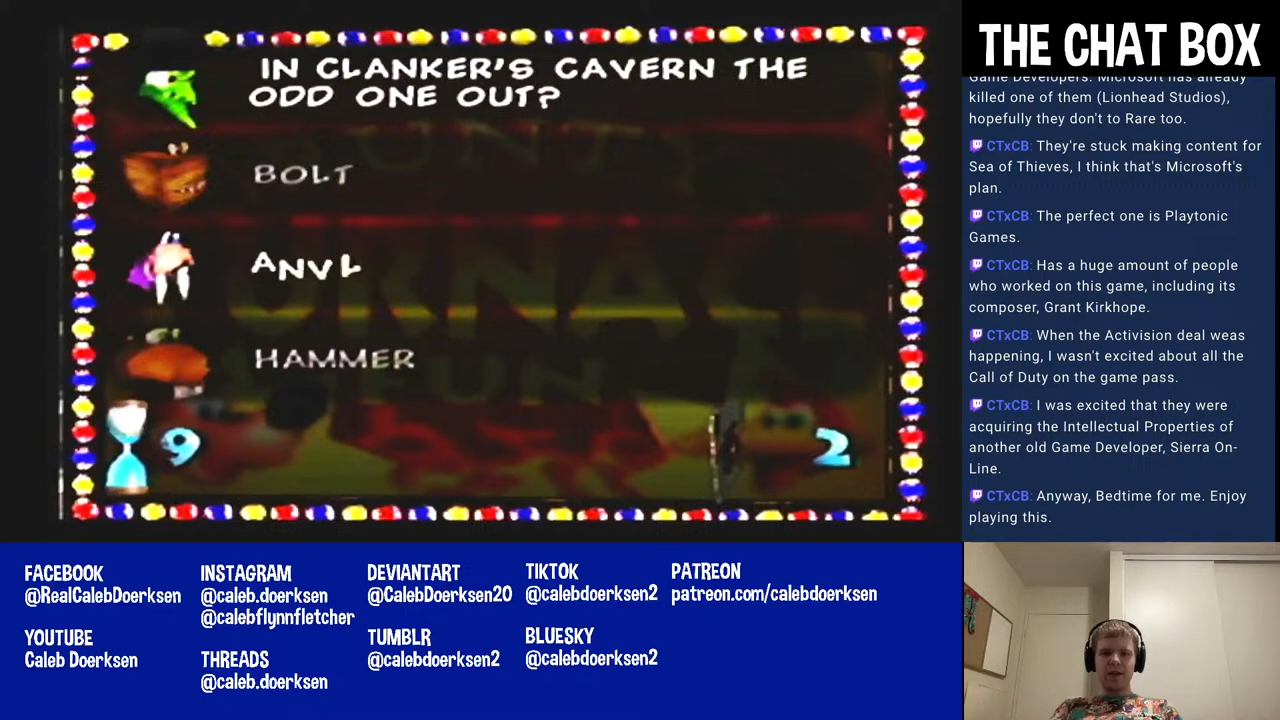 IN CLANKER'S CAVERN THE
ODD ONE OUT?
BOLT
ANVIL
HAMMER
9
2
THE CHAT BOX
Game Developers. Microsoft has already
killed one of them (Lionhead Studios),
hopefully they don't to Rare too.
CTxCB: They're stuck making content for
Sea of Thieves, I think that's Microsoft's
plan.
CTxCB: The perfect one is Playtonic
Games.
CTxCB: Has a huge amount of people
who worked on this game, including its
composer, Grant Kirkhope.
CTxCB: When the Activision deal weas
happening, I wasn't excited about all the
Call of Duty on the game pass.
CTxCB: I was excited that they were
acquiring the Intellectual Properties of
another old Game Developer, Sierra On-
Line.
CTxCB: Anyway, Bedtime for me. Enjoy
playing this.
FACEBOOK
@RealCalebDoerksen
YOUTUBE
Caleb Doerksen
INSTAGRAM
@caleb.doerksen
@calebflynnfletcher
THREADS
@caleb.doerksen
DEVIANTART
@CalebDoerksen20
TUMBLR
@calebdoerksen2
TIKTOK
@calebdoerksen2
BLUESKY
@calebdoerksen2
PATREON
patreon.com/calebdoerksen